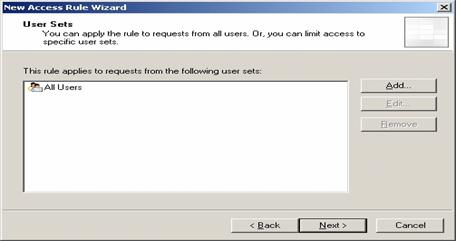 New Access Rule Wizard
User Sets
You can apply the rule to requests from all users. Or, you can limit access to
specific user sets.
This rule applies to requests from the following user sets:
All Users
Add...
Edit...
Remove
< Back
Next >
Cancel